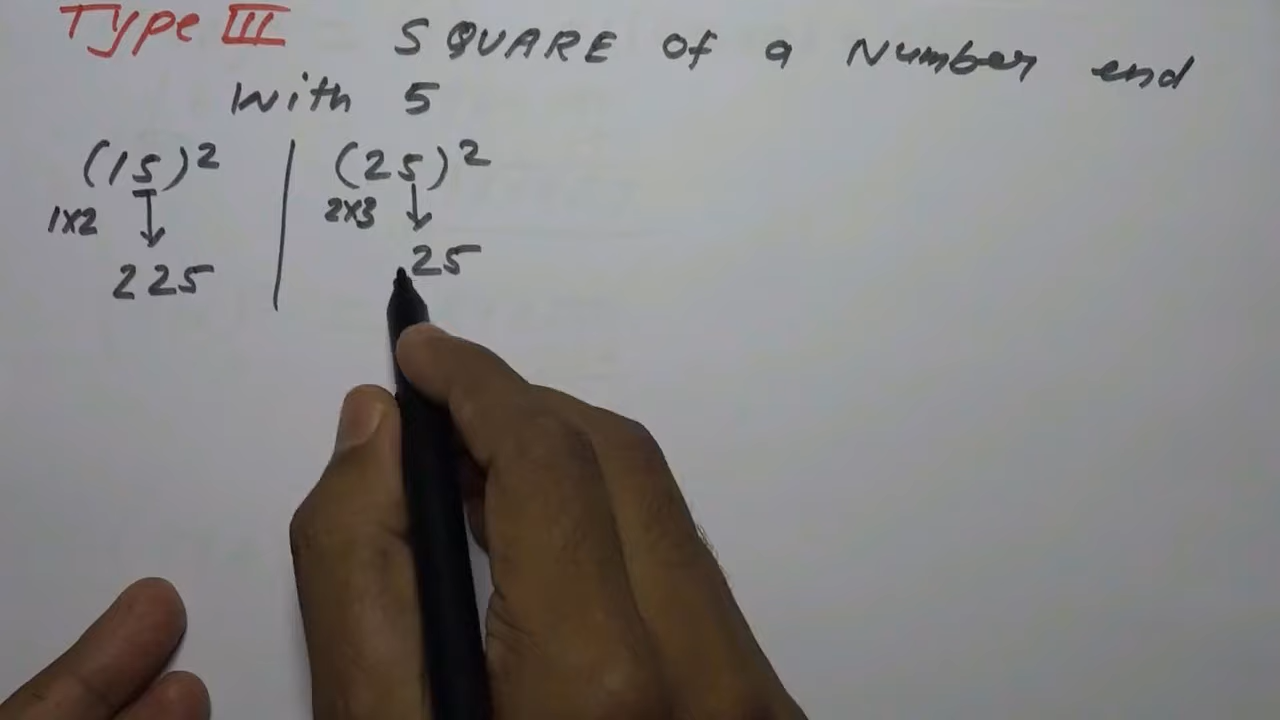 Type III SQUARE of a Number end
With 5
(15)² (25)²
1x2 2x3
225 25